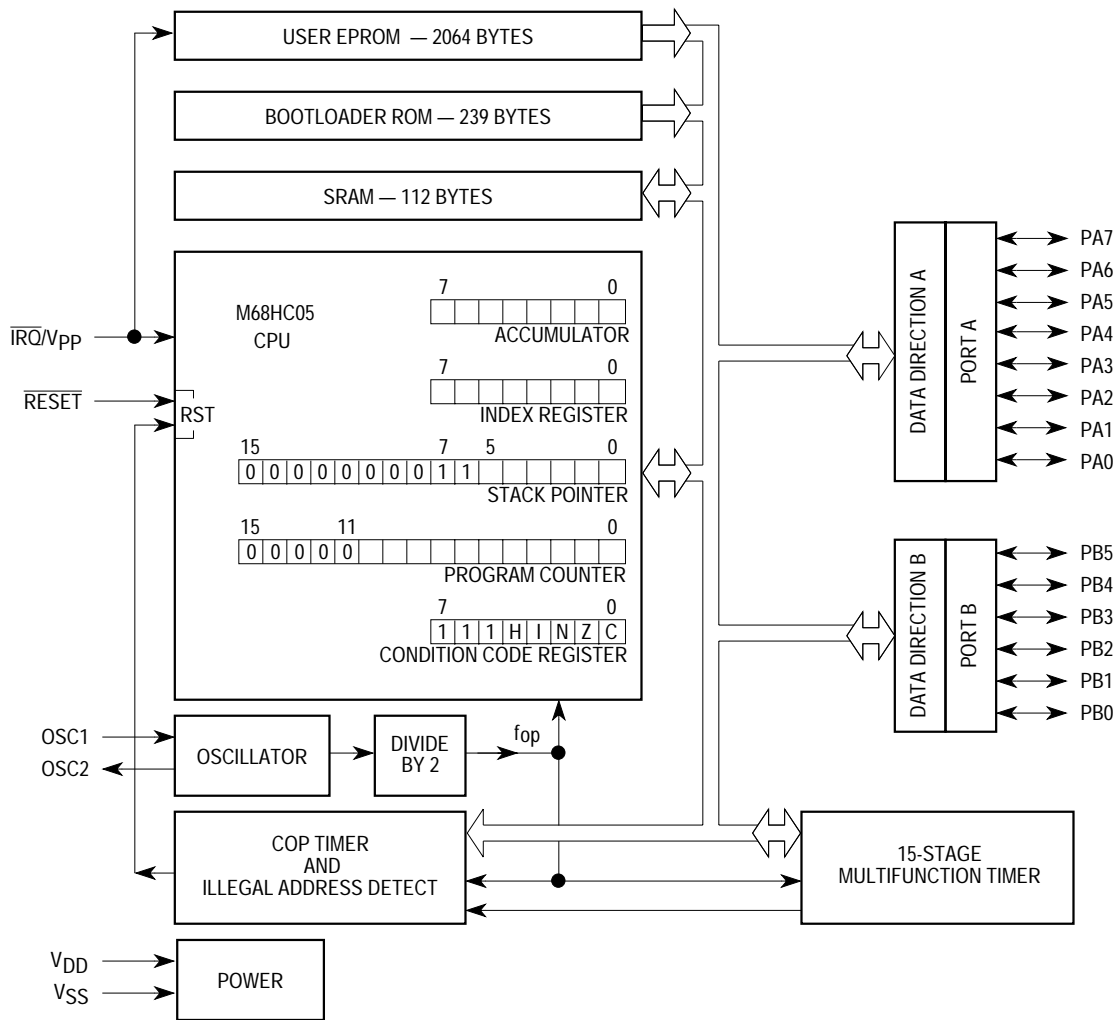 USER EPROM — 2064 BYTES
BOOTLOADER ROM — 239 BYTES
SRAM — 112 BYTES
M68HC05
CPU
7 0
ACCUMULATOR
7 0
INDEX REGISTER
15 7 5 0
0 0 0 0 0 0 0 0 1 1
STACK POINTER
15 11 0
0 0 0 0 0
PROGRAM COUNTER
7 0
1 1 1 H I N Z C
CONDITION CODE REGISTER
IRQ/VPP
RESET
RST
OSC1
OSC2
OSCILLATOR
DIVIDE
BY 2
fop
COP TIMER
AND
ILLEGAL ADDRESS DETECT
15-STAGE
MULTIFUNCTION TIMER
VDD
VSS
POWER
DATA DIRECTION A
PORT A
PA7
PA6
PA5
PA4
PA3
PA2
PA1
PA0
DATA DIRECTION B
PORT B
PB5
PB4
PB3
PB2
PB1
PB0